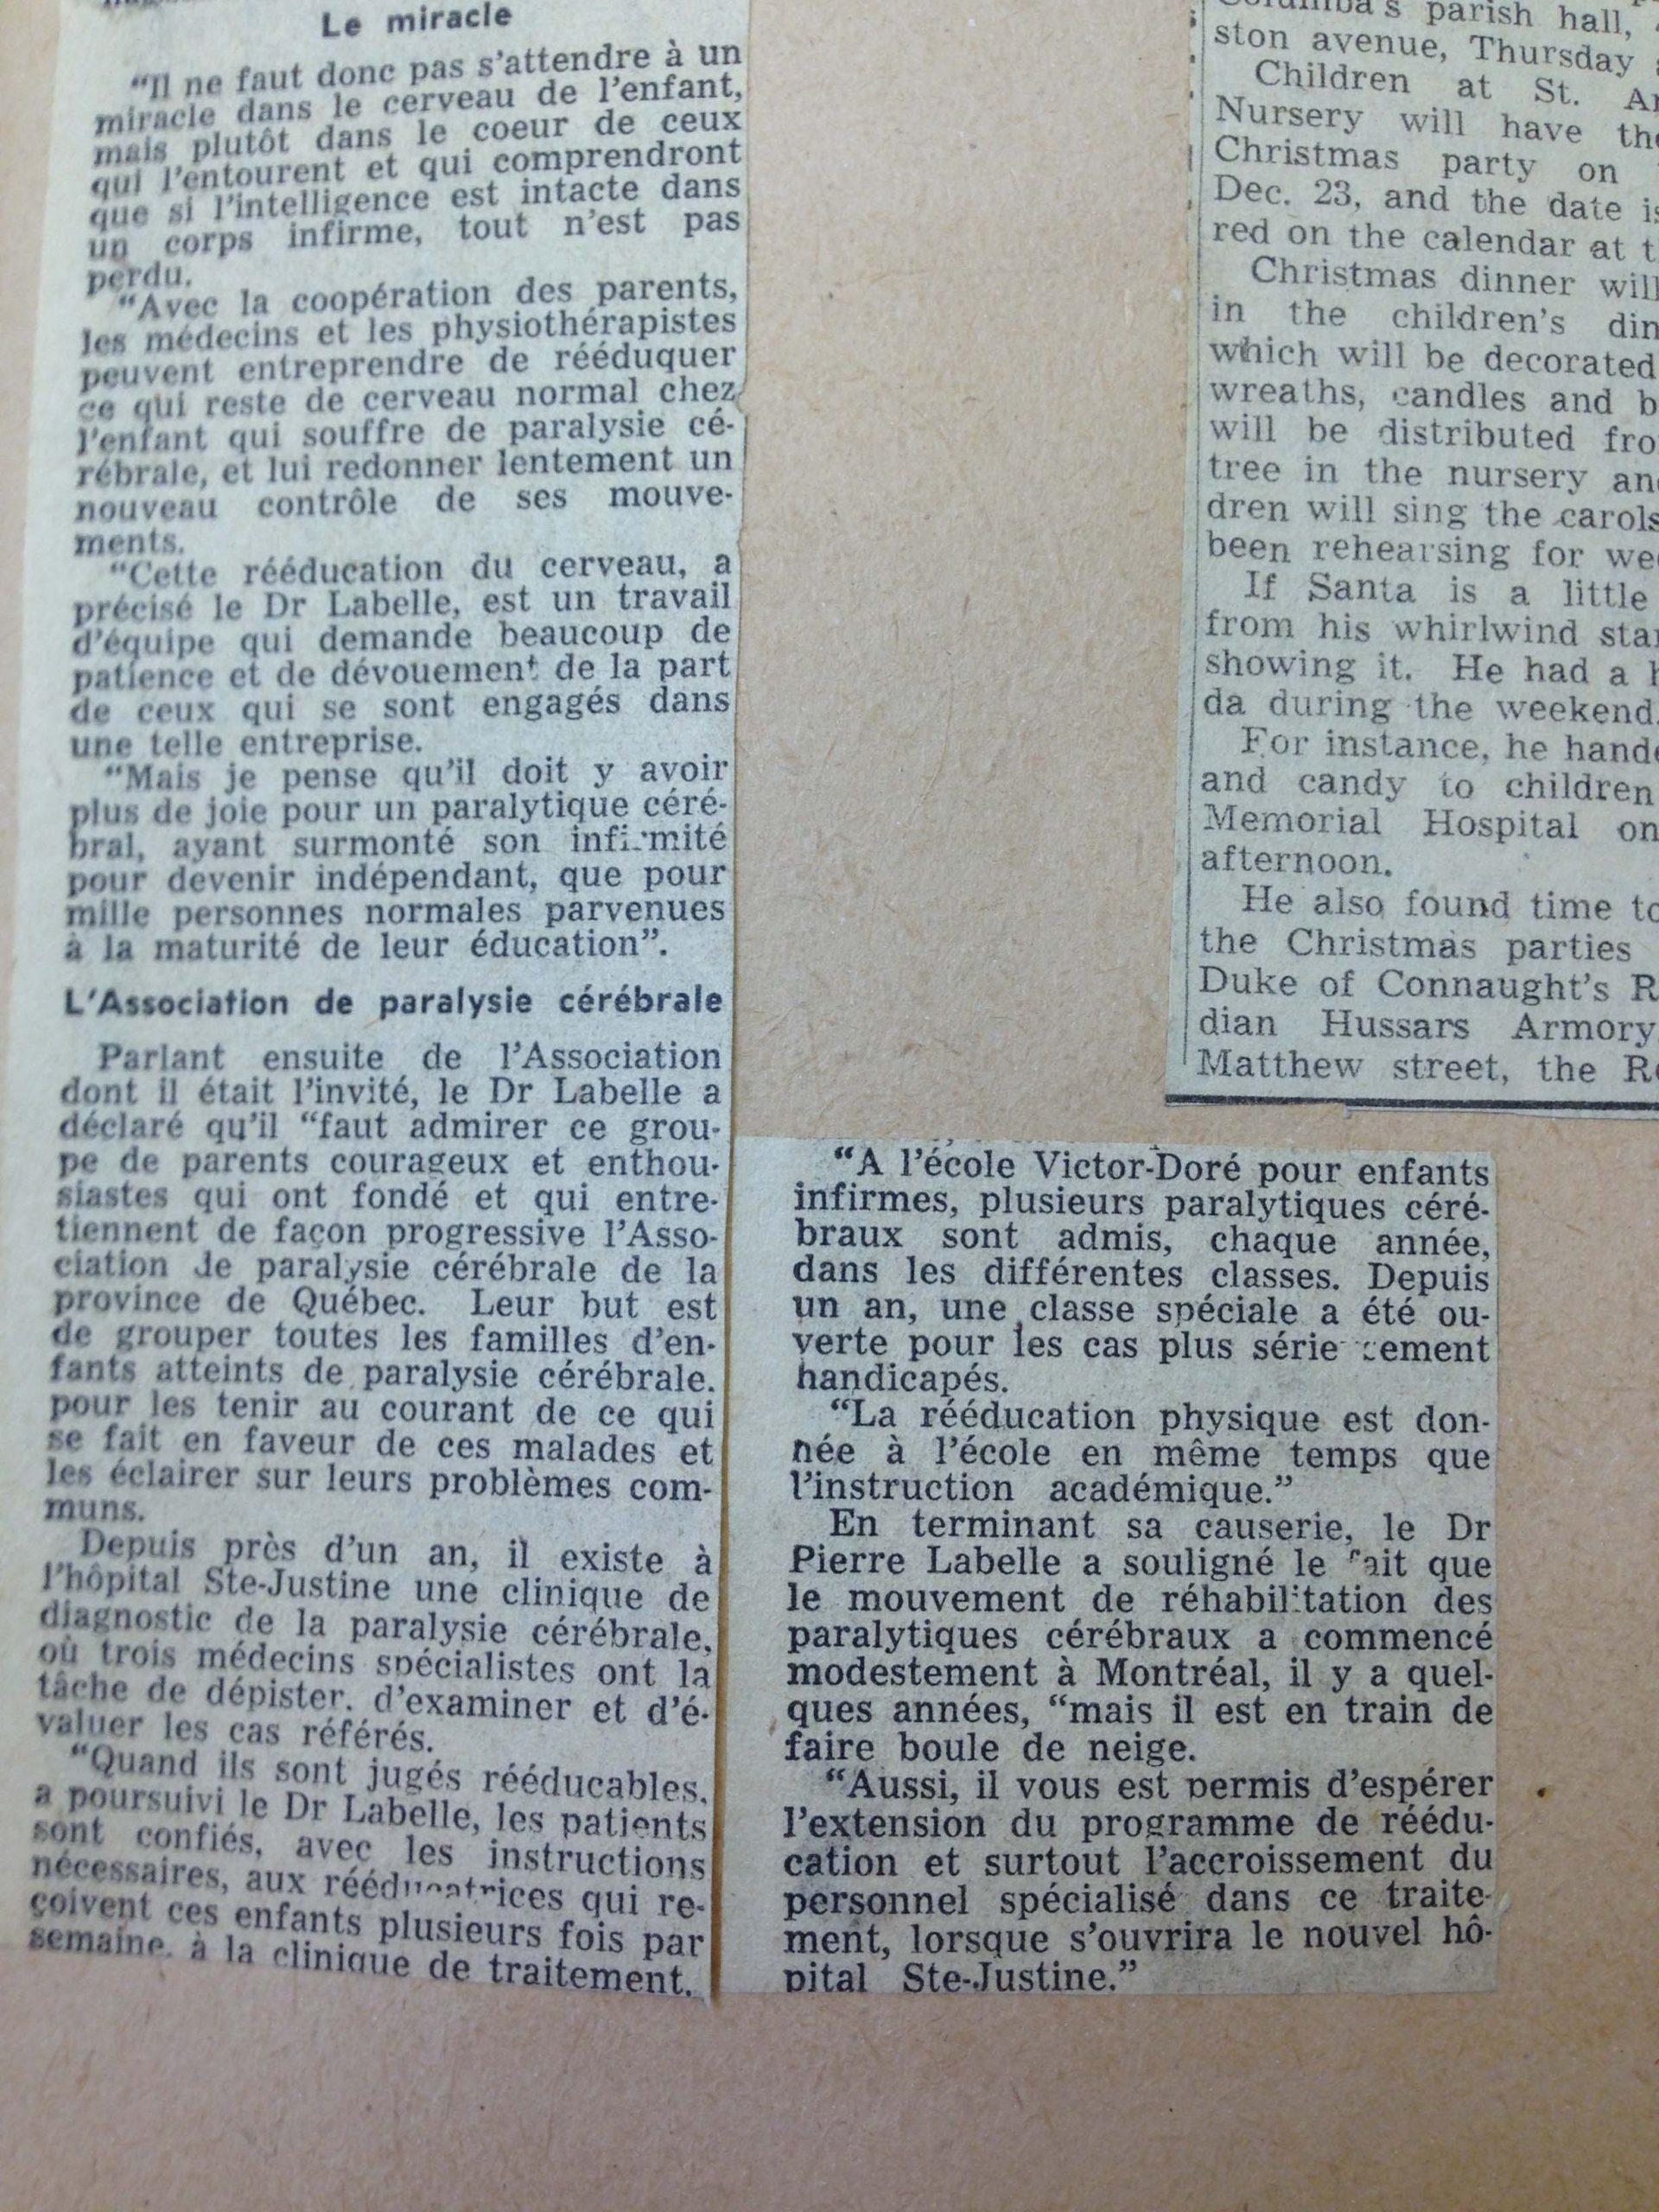 Le miracle
"Il ne faut donc pas s'attendre à un
miracle dans le cerveau de l'enfant,
mais plutôt dans le coeur de ceux
qui l'entourent et qui comprendront
que si l'intelligence est intacte dans
un corps infirme, tout n'est pas
perdu.
"Avec la coopération des parents,
les médecins et les physiothérapistes
peuvent entreprendre de rééduquer
ce qui reste de cerveau normal chez
l'enfant qui souffre de paralysie cé-
rébrale, et lui redonner lentement un
nouveau contrôle de ses mouve-
ments.
"Cette rééducation du cerveau, a
précisé le Dr Labelle, est un travail
d'équipe qui demande beaucoup de
patience et de dévouement de la part
de ceux qui se sont engagés dans
une telle entreprise.
"Mais je pense qu'il doit y avoir
plus de joie pour un paralytique céré-
bral, ayant surmonté son infirmité
pour devenir indépendant, que pour
mille personnes normales parvenues
à la maturité de leur éducation".
L'Association de paralysie cérébrale
Parlant ensuite de l'Association
dont il était l'invité, le Dr Labelle a
déclaré qu'il "faut admirer ce grou-
pe de parents courageux et enthou-
siastes qui ont fondé et qui entre-
tiennent de façon progressive l'Asso-
ciation de paralysie cérébrale de la
province de Québec. Leur but est
de grouper toutes les familles d'en-
fants atteints de paralysie cérébrale.
pour les tenir au courant de ce qui
se fait en faveur de ces malades et
les éclairer sur leurs problèmes com-
muns.
Depuis près d'un an, il existe à
l'hôpital Ste-Justine une clinique de
diagnostic de la paralysie cérébrale,
où trois médecins spécialistes ont la
tâche de dépister, d'examiner et d'é-
valuer les cas référés.
"Quand ils sont jugés rééducables,
a poursuivi le Dr Labelle, les patients
sont confiés, avec les instructions
nécessaires, aux rééducatrices qui re-
çoivent ces enfants plusieurs fois par
semaine, à la clinique de traitement.
"A l'école Victor-Doré pour enfants
infirmes, plusieurs paralytiques céré-
braux sont admis, chaque année,
dans les différentes classes. Depuis
un an, une classe spéciale a été ou-
verte pour les cas plus sérieusement
handicapés.
"La rééducation physique est don-
née à l'école en même temps que
l'instruction académique."
En terminant sa causerie, le Dr
Pierre Labelle a souligné le fait que
le mouvement de réhabilitation des
paralytiques cérébraux a commencé
modestement à Montréal, il y a quel-
ques années, "mais il est en train de
faire boule de neige.
"Aussi, il vous est permis d'espérer
l'extension du programme de réédu-
cation et surtout l'accroissement du
personnel spécialisé dans ce traite-
ment, lorsque s'ouvrira le nouvel hô-
pital Ste-Justine."
parish hall,
ston avenue, Thursday
Children at St.
Nursery will have
Christmas party on
Dec. 23, and the date
red on the calendar at
Christmas dinner will
in the children's
which will be decorated
wreaths, candles and
will be distributed
tree in the nursery
dren will sing the carols
been rehearsing for
If Santa is a little
from his whirlwind
showing it. He had a
da during the weekend.
For instance, he
and candy to children
Memorial Hospital on
afternoon.
He also found time
the Christmas parties
Duke of Connaught's
dian Hussars Armory
Matthew street, the